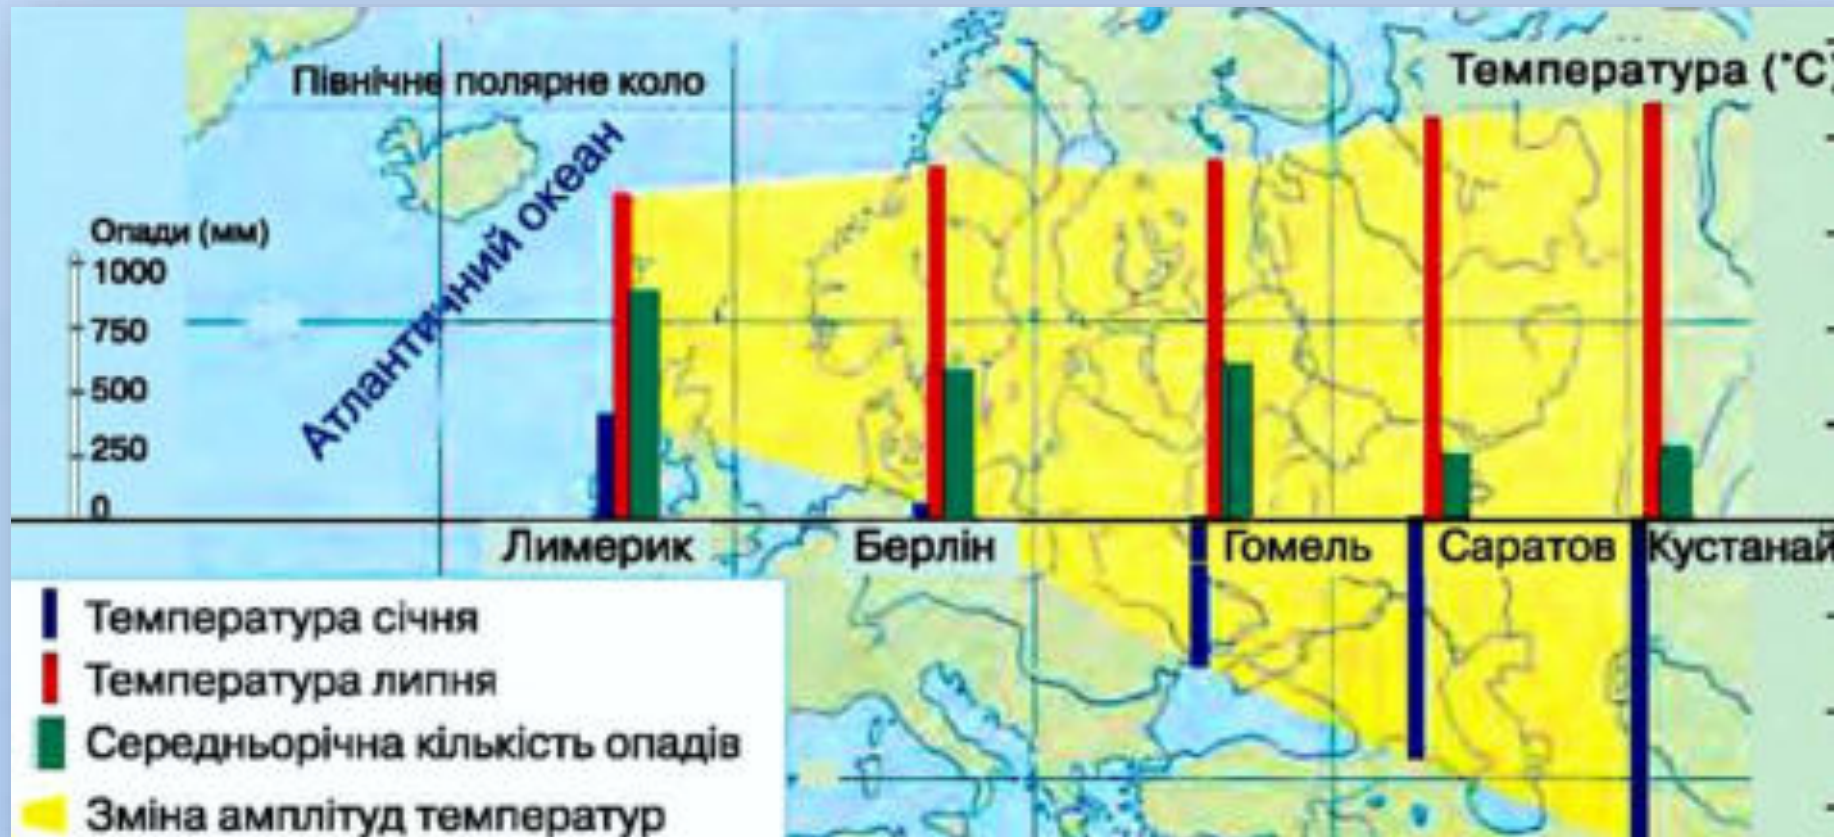 Північне полярне коло
Температура (°C)
Атлантичний океан
Опади (мм)
1000
750
500
250
0
Лимерик
Берлін
Гомель
Саратов
Кустанай
Температура січня
Температура липня
Середньорічна кількість опадів
Зміна амплітуд температур